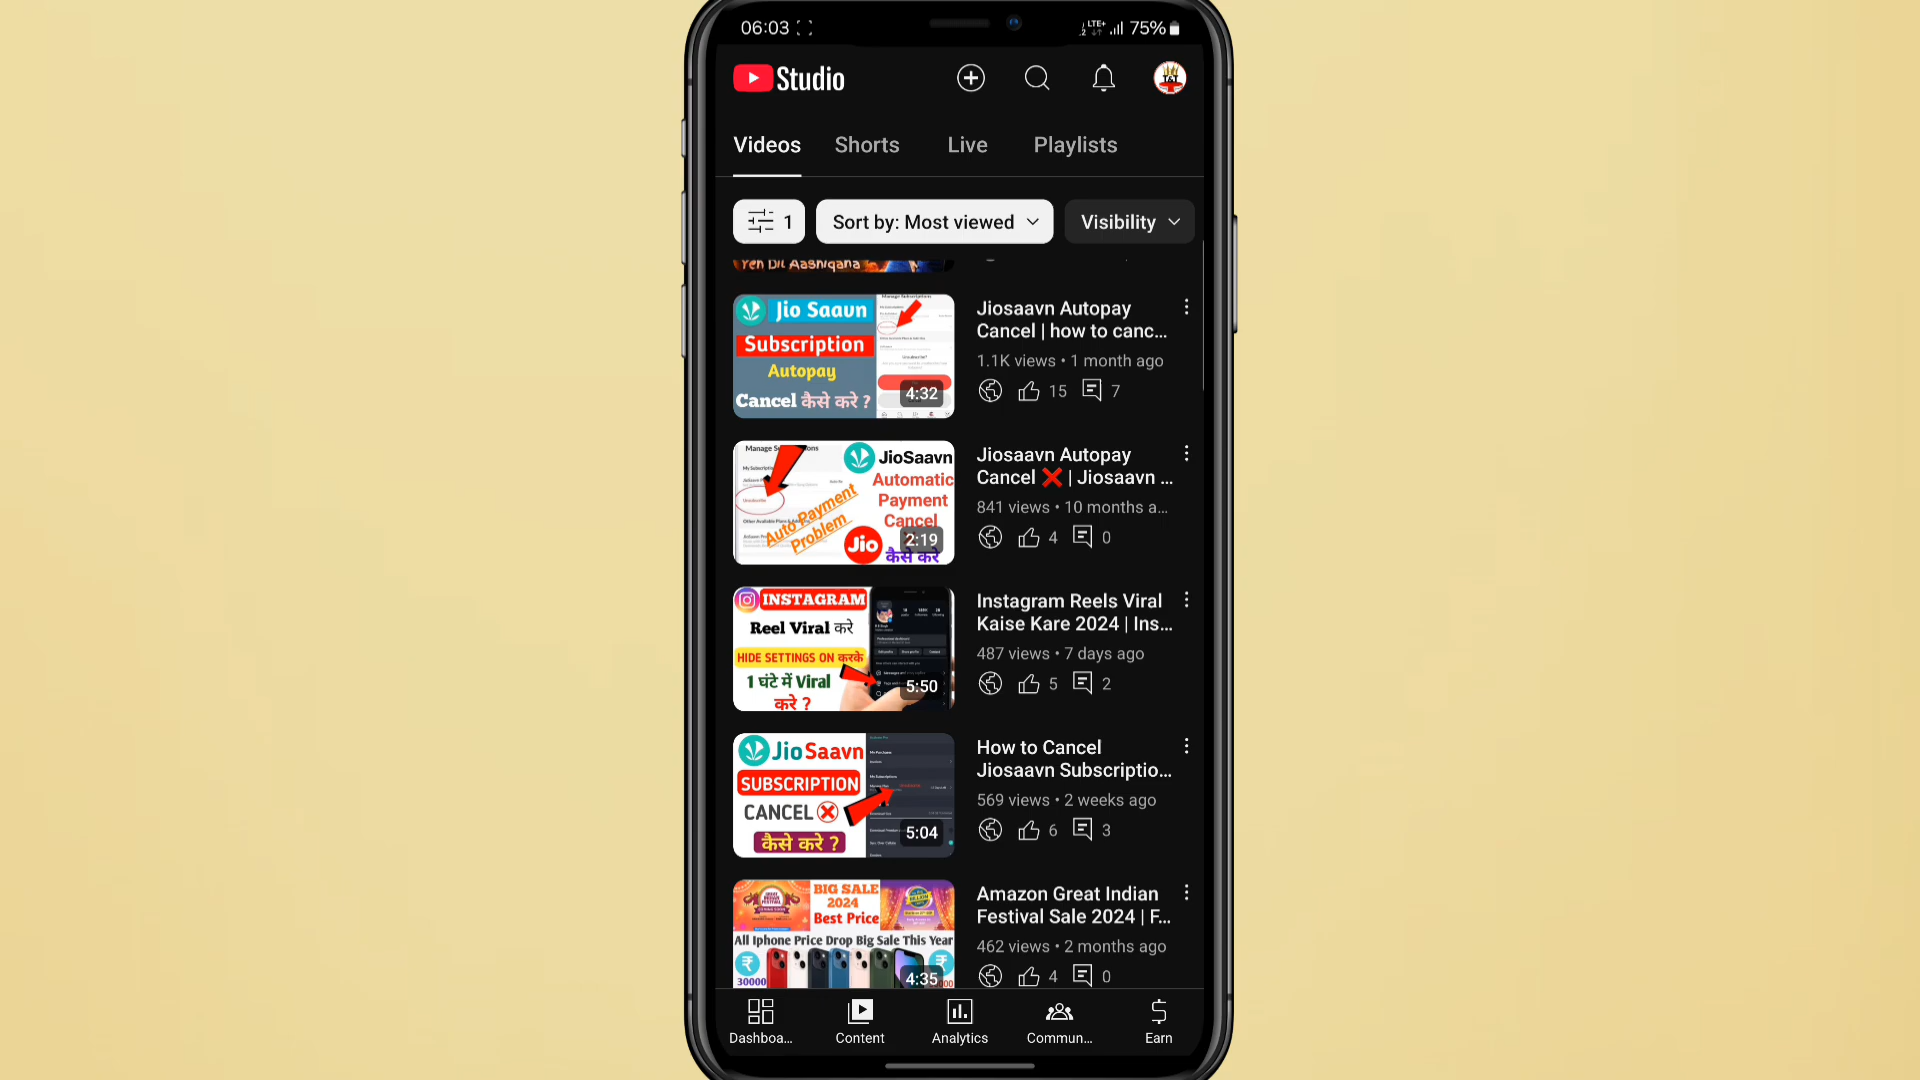 06:03
LTE+ 75%
Studio
Videos Shorts Live Playlists
1 Sort by: Most viewed Visibility
Yeh Dil Aashiqana
Jio Saavn
Subscription
Autopay
Cancel कैसे करे ?
4:32
Jiosaavn Autopay
Cancel | how to canc...
1.1K views • 1 month ago
15 7
Manage
JioSaavn
Automatic
Payment
Cancel
कैसे करे
Auto Payment
Problem
Jio
2:19
Jiosaavn Autopay
Cancel ❌ | Jiosaavn ...
841 views • 10 months a...
4 0
INSTAGRAM
Reel Viral करे
HIDE SETTINGS ON करके
1 घंटे में Viral
करे ?
5:50
Instagram Reels Viral
Kaise Kare 2024 | Ins...
487 views • 7 days ago
5 2
JioSaavn
SUBSCRIPTION
CANCEL
कैसे करे ?
5:04
How to Cancel
Jiosaavn Subscriptio...
569 views • 2 weeks ago
6 3
BIG SALE
2024
Best Price
All Iphone Price Drop Big Sale This Year
₹ ₹
30000
4:35
Amazon Great Indian
Festival Sale 2024 | F...
462 views • 2 months ago
4 0
Dashboa... Content Analytics Commun... Earn